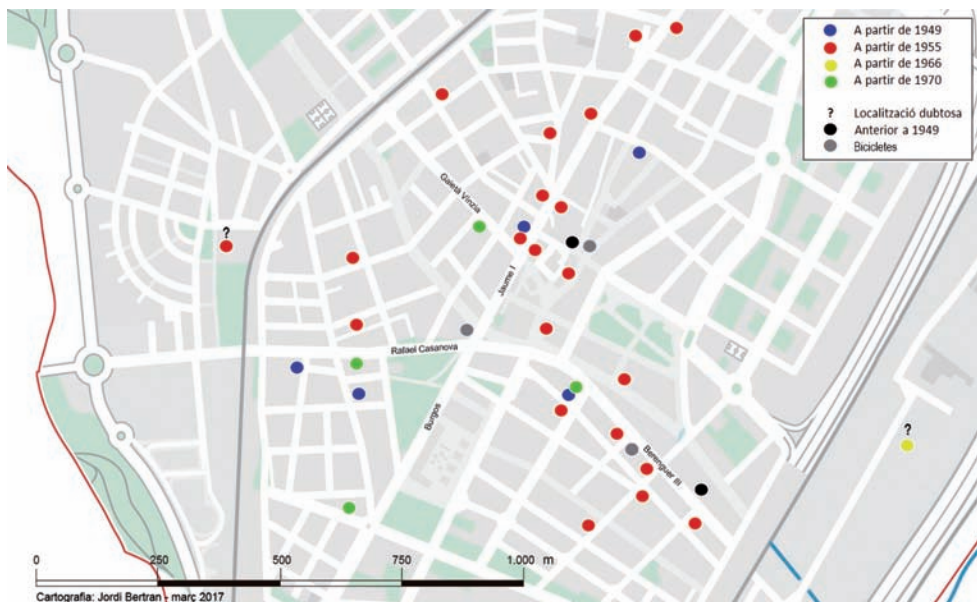 A partir de 1949
A partir de 1955
A partir de 1966
A partir de 1970
? Localització dubtosa
Anterior a 1949
Bicicletes
Gaietà Vinzia
?
Jaume I
Rafael Casanova
Burgos
?
Berenguer III
0 250 500 750 1.000 m
Cartografia: Jordi Bertran - març 2017